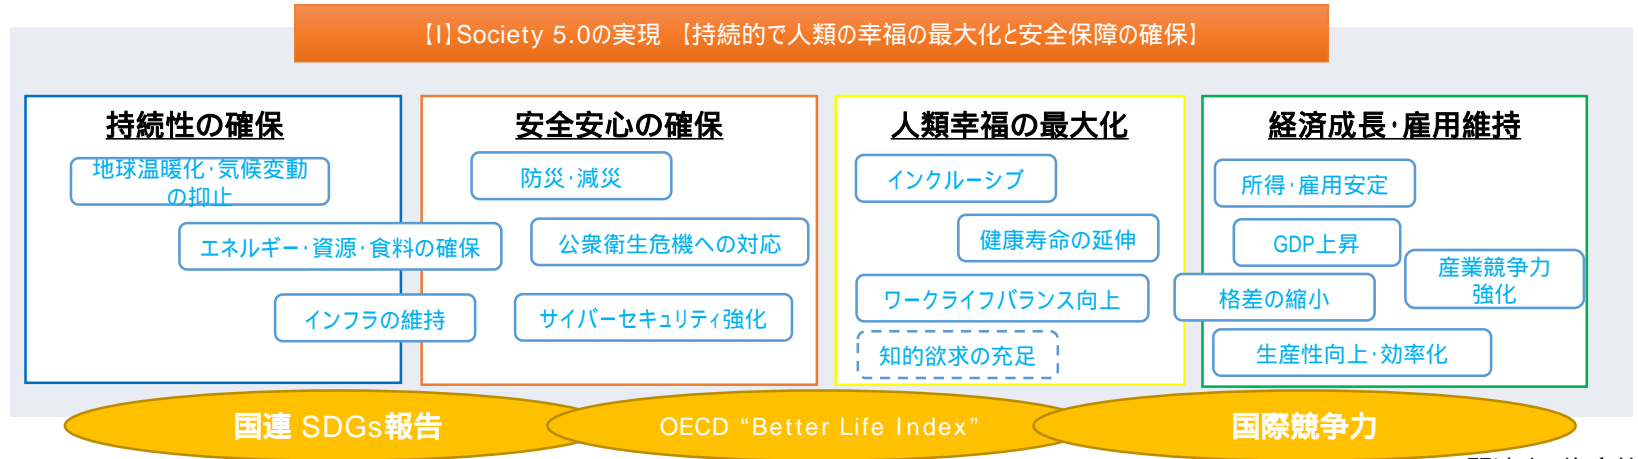 【Ⅰ】Society 5.0の実現 【持続的で人類の幸福の最大化と安全保障の確保】
持続性の確保
地球温暖化・気候変動
の抑止
エネルギー・資源・食料の確保
インフラの維持
安全安心の確保
防災・減災
公衆衛生危機への対応
サイバーセキュリティ強化
人類幸福の最大化
インクルーシブ
健康寿命の延伸
ワークライフバランス向上
知的欲求の充足
経済成長・雇用維持
所得・雇用安定
GDP上昇
産業競争力
強化
格差の縮小
生産性向上・効率化
国連 SDGs報告
OECD “Better Life Index”
国際競争力